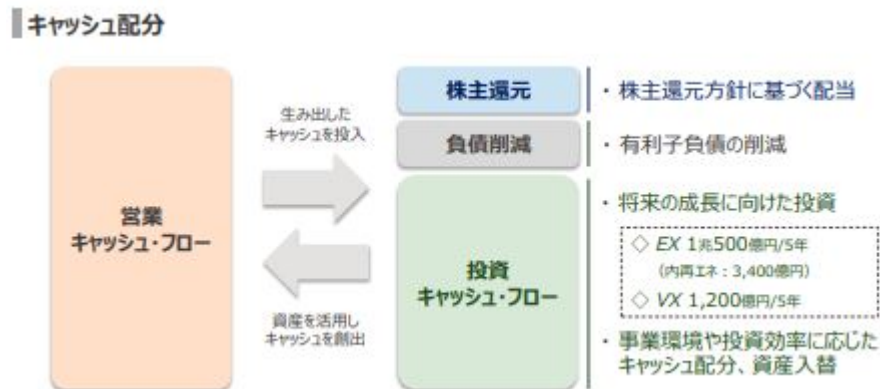 キャッシュ配分
営業
キャッシュ・フロー
生み出した
キャッシュを投入
資産を活用し
キャッシュを創出
株主還元
・ 株主還元方針に基づく配当
負債削減
・ 有利子負債の削減
投資
キャッシュ・フロー
・ 将来の成長に向けた投資
◇ EX 1兆500億円/5年
（内再エネ：3,400億円）
◇ VX 1,200億円/5年
・ 事業環境や投資効率に応じた
キャッシュ配分、資産入替